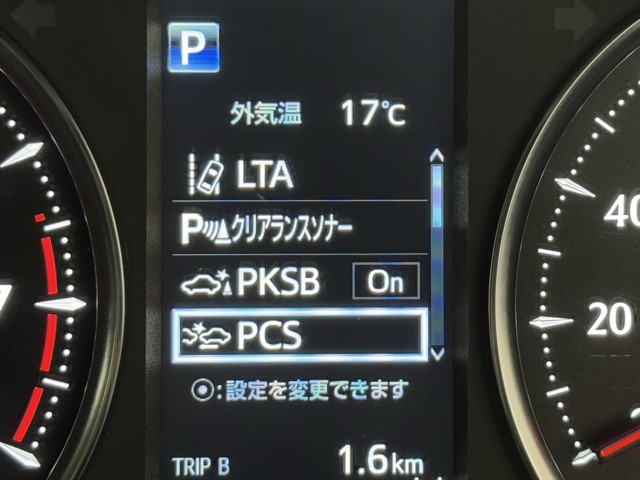 P
外気温 17℃
LTA
Pクリアランスソナー
PKSB On
PCS
◎:設定を変更できます
TRIP B 1.6km
40
20